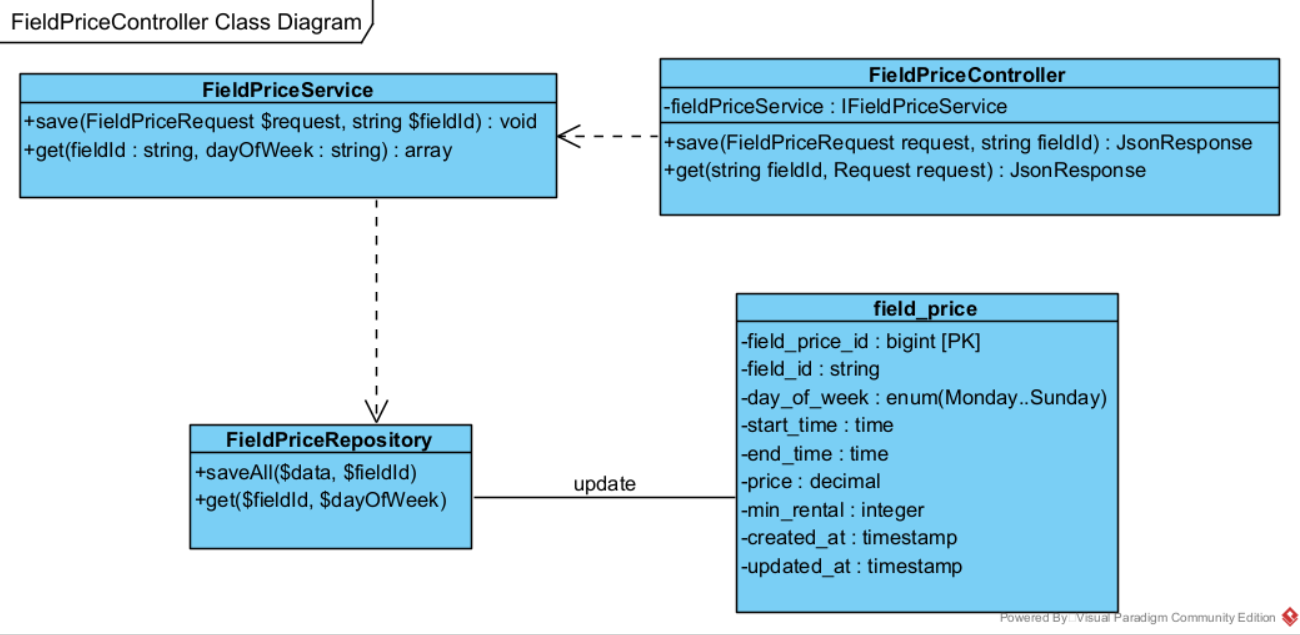 FieldPriceController Class Diagram
FieldPriceService
+save(FieldPriceRequest $request, string $fieldId) : void
+get(fieldId : string, dayOfWeek : string) : array
FieldPriceController
-fieldPriceService : IFieldPriceService
+save(FieldPriceRequest request, string fieldId) : JsonResponse
+get(string fieldId, Request request) : JsonResponse
FieldPriceRepository
+saveAll($data, $fieldId)
+get($fieldId, $dayOfWeek)
update
field_price
-field_price_id : bigint [PK]
-field_id : string
-day_of_week : enum(Monday..Sunday)
-start_time : time
-end_time : time
-price : decimal
-min_rental : integer
-created_at : timestamp
-updated_at : timestamp
Powered By Visual Paradigm Community Edition